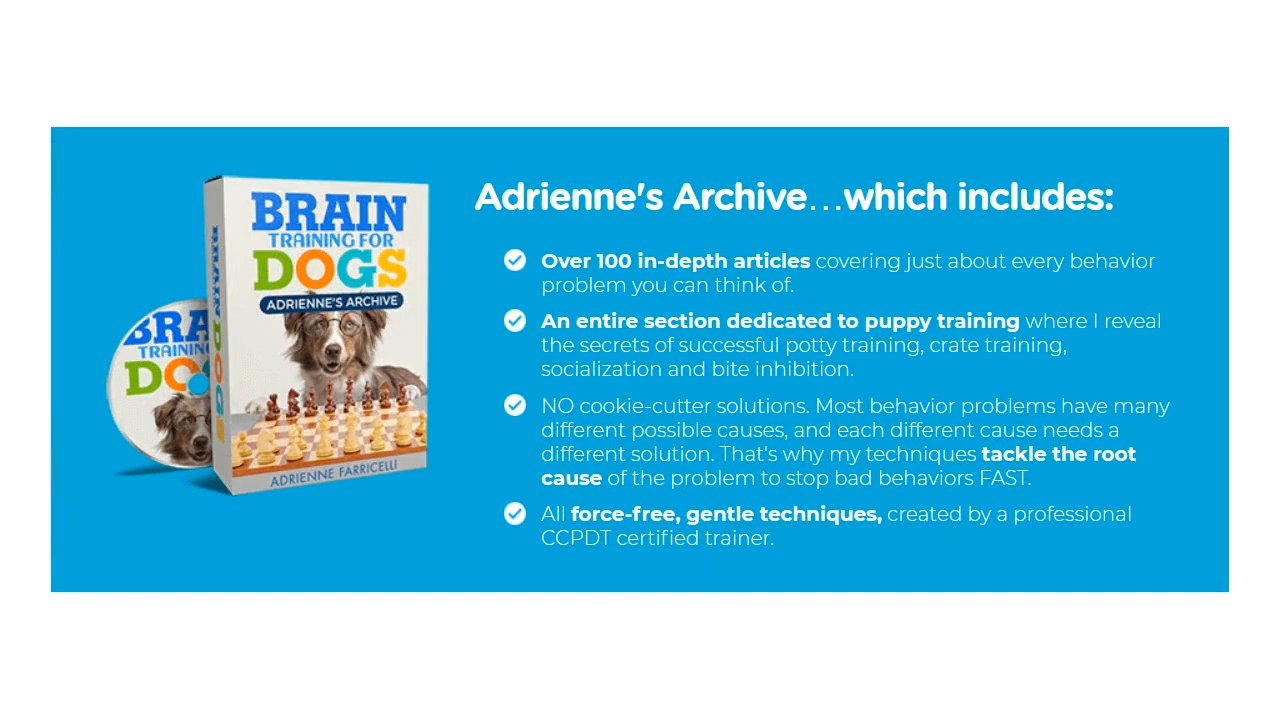 BRAIN
TRAINING FOR
DOGS
ADRIENNE'S ARCHIVE
ADRIENNE FARRICELLI
BRA
TRAINING
DO
Adrienne's Archive...which includes:
Over 100 in-depth articles covering just about every behavior
problem you can think of.
An entire section dedicated to puppy training where I reveal
the secrets of successful potty training, crate training,
socialization and bite inhibition.
NO cookie-cutter solutions. Most behavior problems have many
different possible causes, and each different cause needs a
different solution. That's why my techniques tackle the root
cause of the problem to stop bad behaviors FAST.
All force-free, gentle techniques, created by a professional
CCPDT certified trainer.